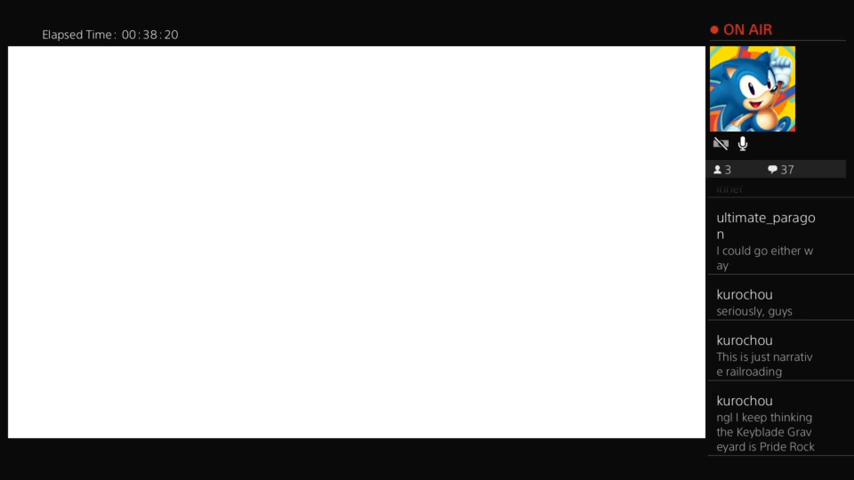 Elapsed Time: 00:38:20
ON AIR
3 37
ultimate_parago
n
I could go either w
ay
kurochou
seriously, guys
kurochou
This is just narrativ
e railroading
kurochou
ngl I keep thinking
the Keyblade Grav
eyard is Pride Rock